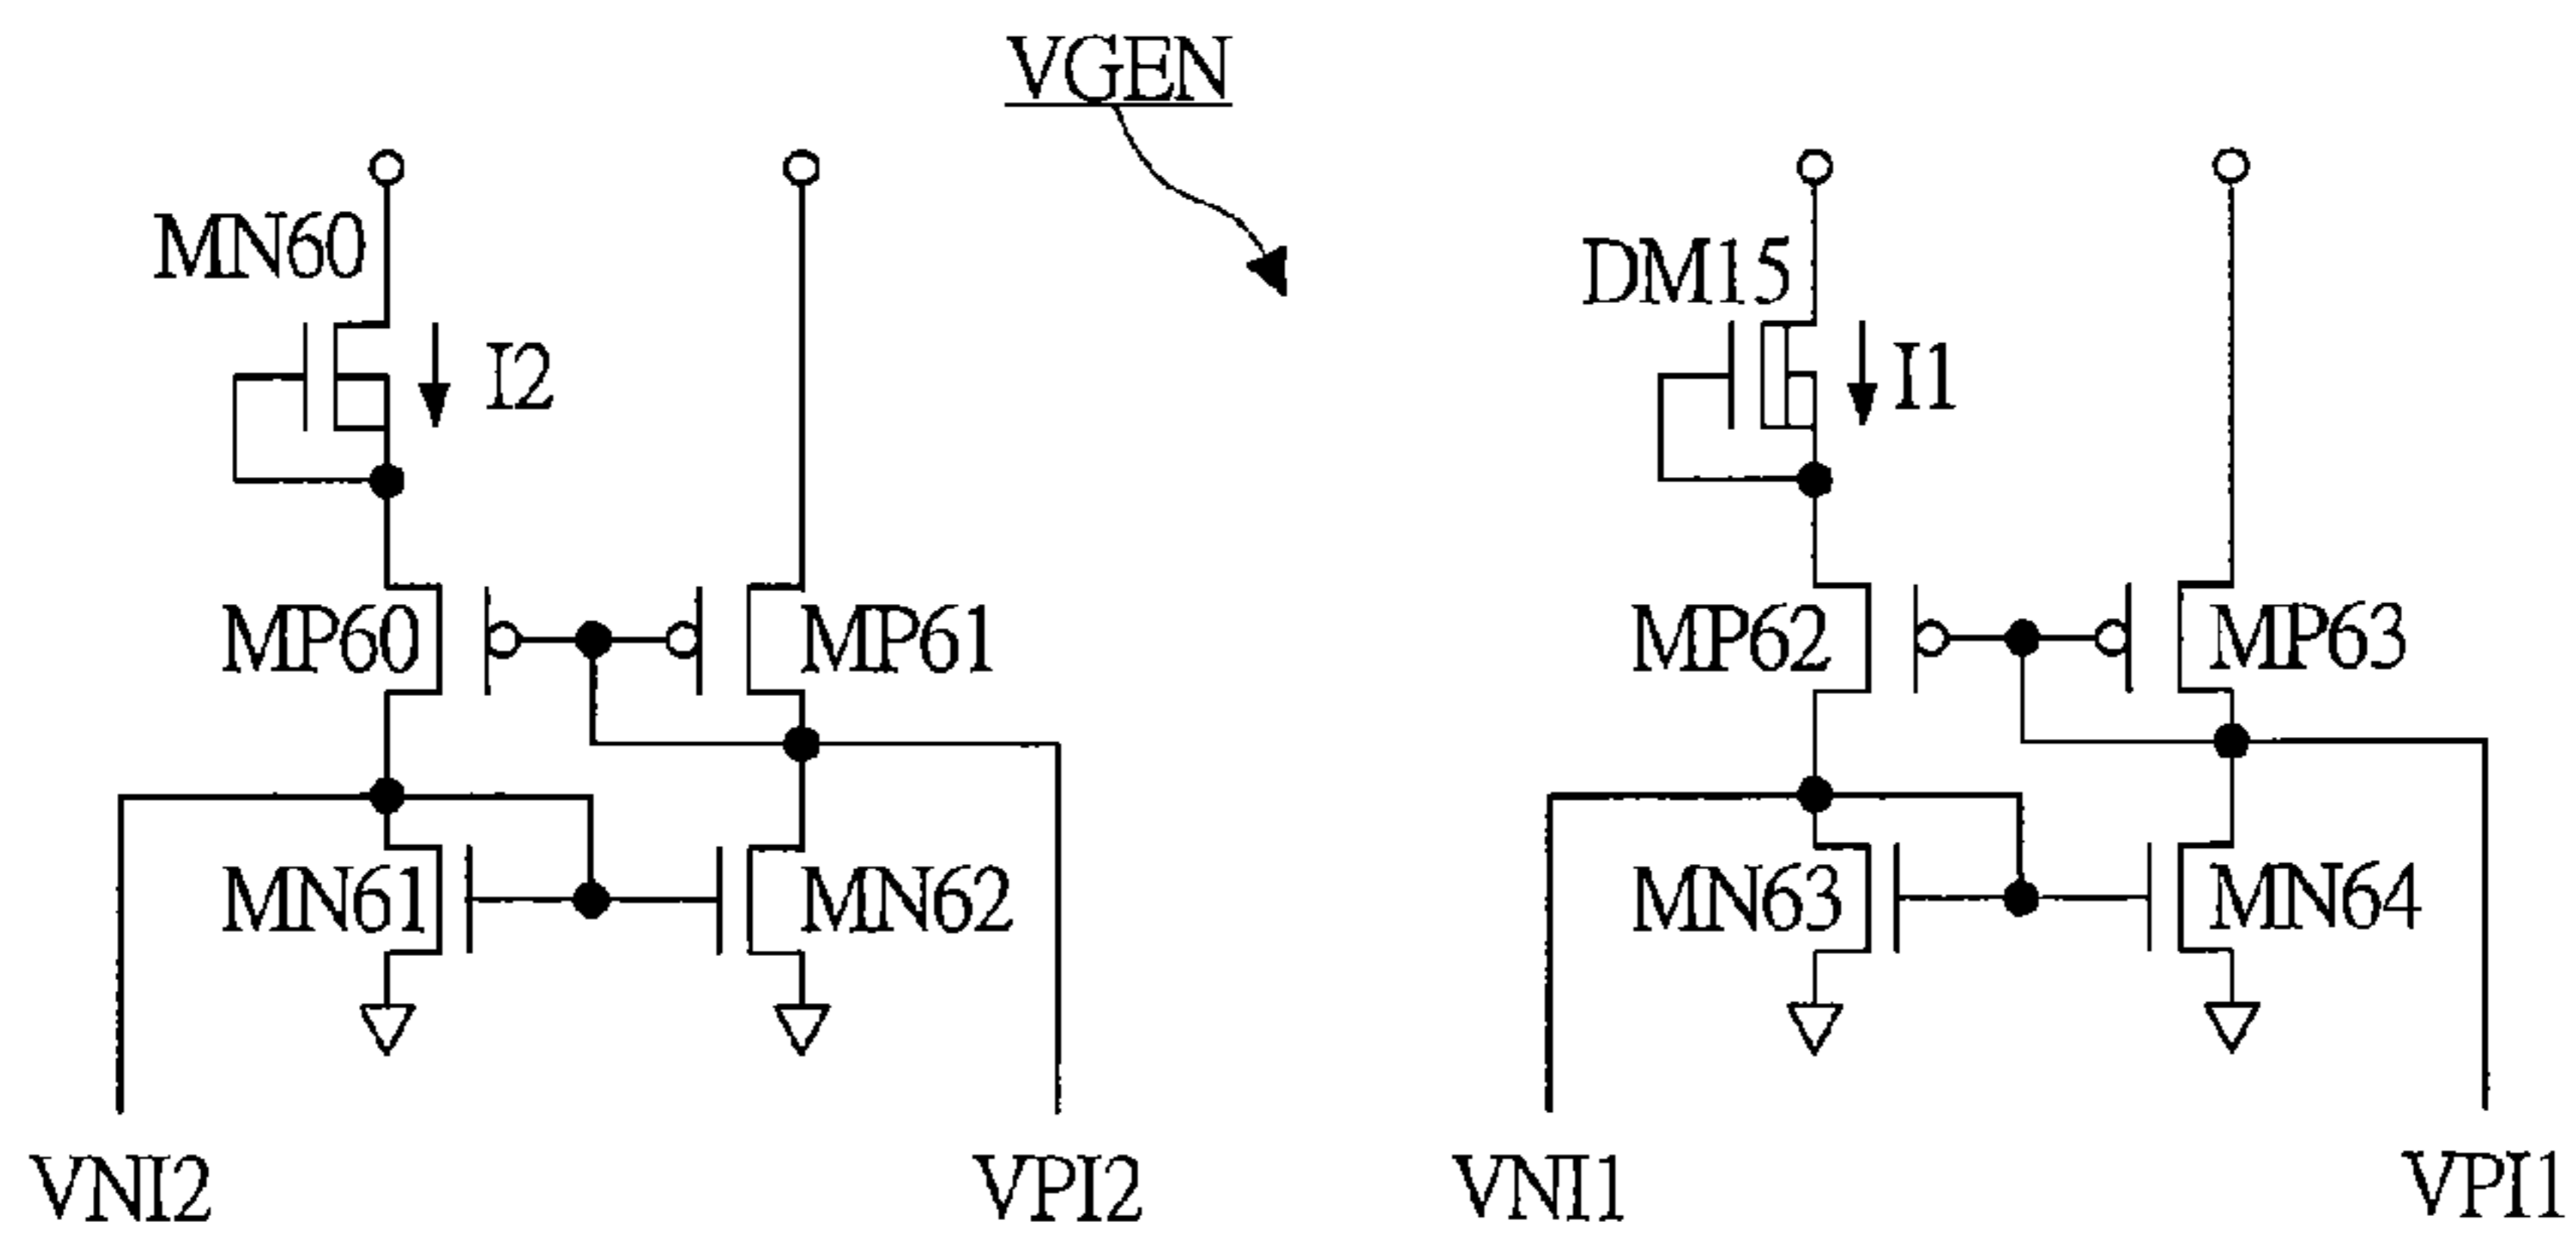 VGEN
MN60
DM15
I2
I1
MP60
MP61
MP62
MP63
MN61
MN62
MN63
MN64
VNI2
VPI2
VNI1
VPI1